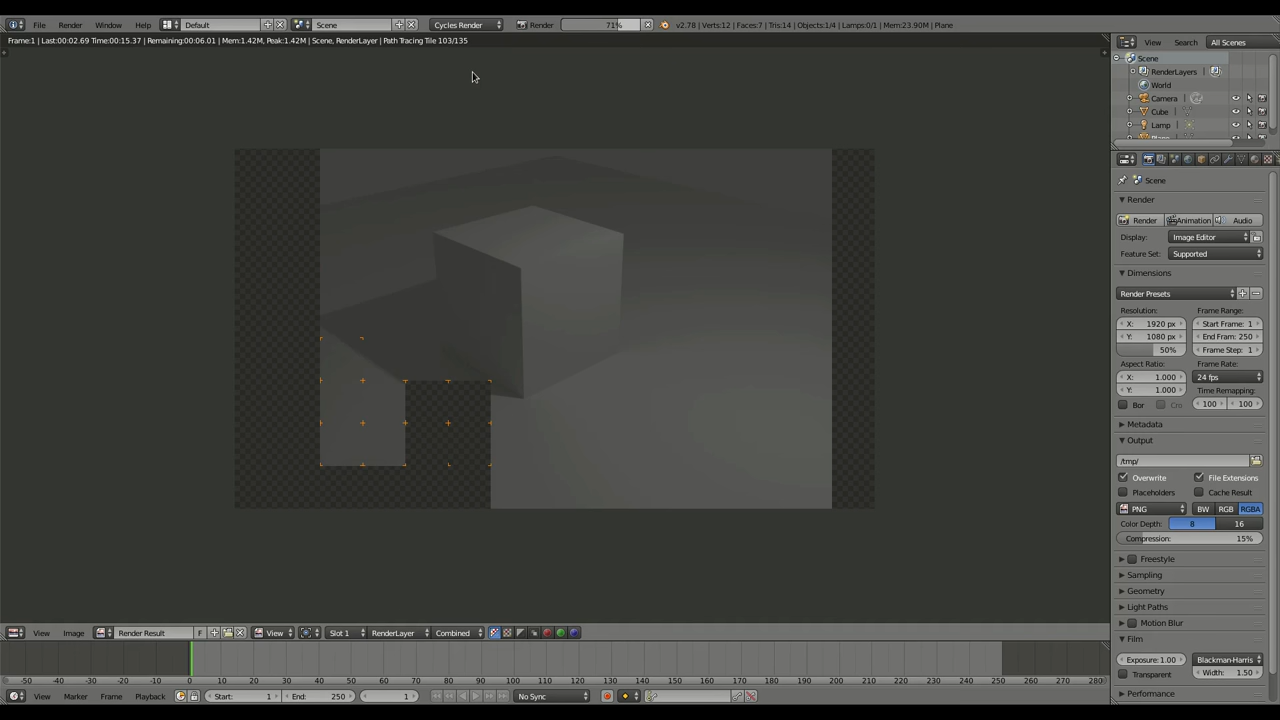 File Render Window Help Default Scene Cycles Render Render 71% v2.78 | Verts:12 | Faces:7 | Tris:14 | Objects:1/4 | Lamps:0/1 | Mem:23.90M | Plane
Frame:1 | Last:00:02.69 Time:00:15.37 | Remaining:00:06.01 | Mem:1.42M, Peak:1.42M | Scene, RenderLayer | Path Tracing Tile 103/135
View Search All Scenes
Scene
RenderLayers |
World
Camera |
Cube |
Lamp |
Scene
Render
Render Animation Audio
Display: Image Editor
Feature Set: Supported
Dimensions
Render Presets
Resolution: Frame Range:
X: 1920 px Start Frame: 1
Y: 1080 px End Fram: 250
50% Frame Step: 1
Aspect Ratio: Frame Rate:
X: 1.000 24 fps
Y: 1.000 Time Remapping:
Bor Cro 100 100
Metadata
Output
/tmp/
Overwrite File Extensions
Placeholders Cache Result
PNG BW RGB RGBA
Color Depth: 8 16
Compression: 15%
Freestyle
Sampling
Geometry
Light Paths
Motion Blur
Film
Exposure: 1.00 Blackman-Harris
Transparent Width: 1.50
Performance
View Image Render Result F View Slot 1 RenderLayer Combined
-50 -40 -30 -20 -10 0 10 20 30 40 50 60 70 80 90 100 110 120 130 140 150 160 170 180 190 200 210 220 230 240 250 260 270 280
View Marker Frame Playback Start: 1 End: 250 1 No Sync